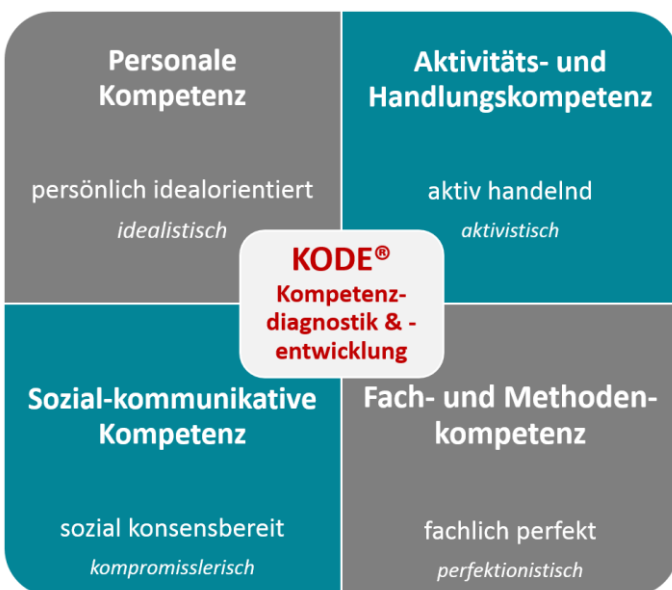 Personale
Kompetenz
persönlich idealorientiert
idealistisch
Aktivitäts- und
Handlungskompetenz
aktiv handelnd
aktivistisch
KODE®
Kompetenz-
diagnostik & -
entwicklung
Sozial-kommunikative
Kompetenz
sozial konsensbereit
kompromisslerisch
Fach- und Methoden-
kompetenz
fachlich perfekt
perfektionistisch